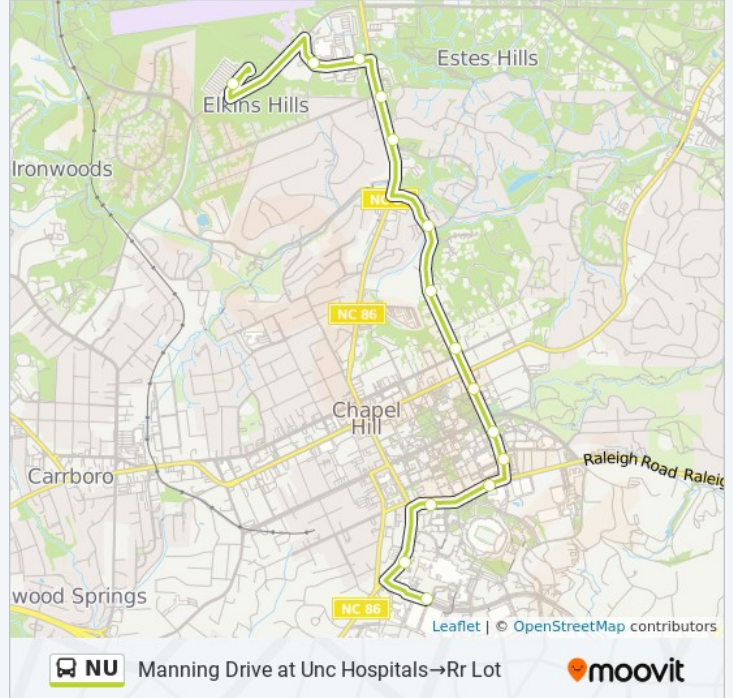 Estes Hills
Elkins Hills
Ironwoods
NC
NC 86
Chapel
Hill
Carrboro
Raleigh Road Raleig
wood Springs
NC 86
Leaflet | © OpenStreetMap contributors
NU Manning Drive at Unc Hospitals→Rr Lot
moovit